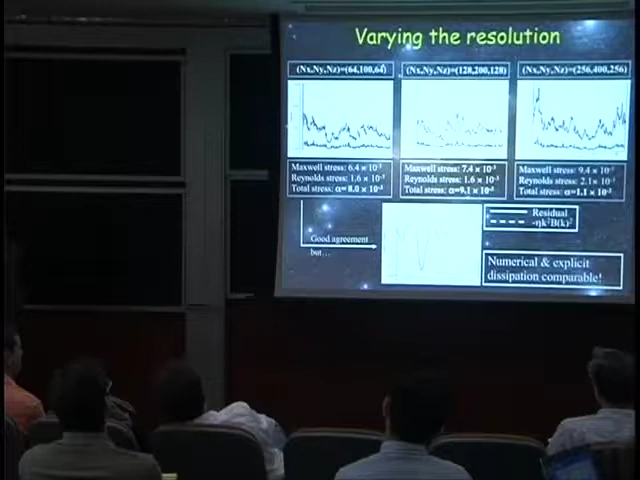 Varying the resolution
(Nx,Ny,Nz)=(64,100,64)
(Nx,Ny,Nz)=(128,200,128)
(Nx,Ny,Nz)=(256,400,256)
Maxwell stress: 6.4 × 10⁻³
Reynolds stress: 1.6 × 10⁻³
Total stress: α= 8.0 × 10⁻³
Maxwell stress: 7.4 × 10⁻³
Reynolds stress: 1.6 × 10⁻³
Total stress: α=9.1 × 10⁻³
Maxwell stress: 9.4 × 10⁻³
Reynolds stress: 2.1 × 10⁻³
Total stress: α=1.1 ×
Good agreement
but...
Residual
-ηk²B(k)²
Numerical & explicit
dissipation comparable!